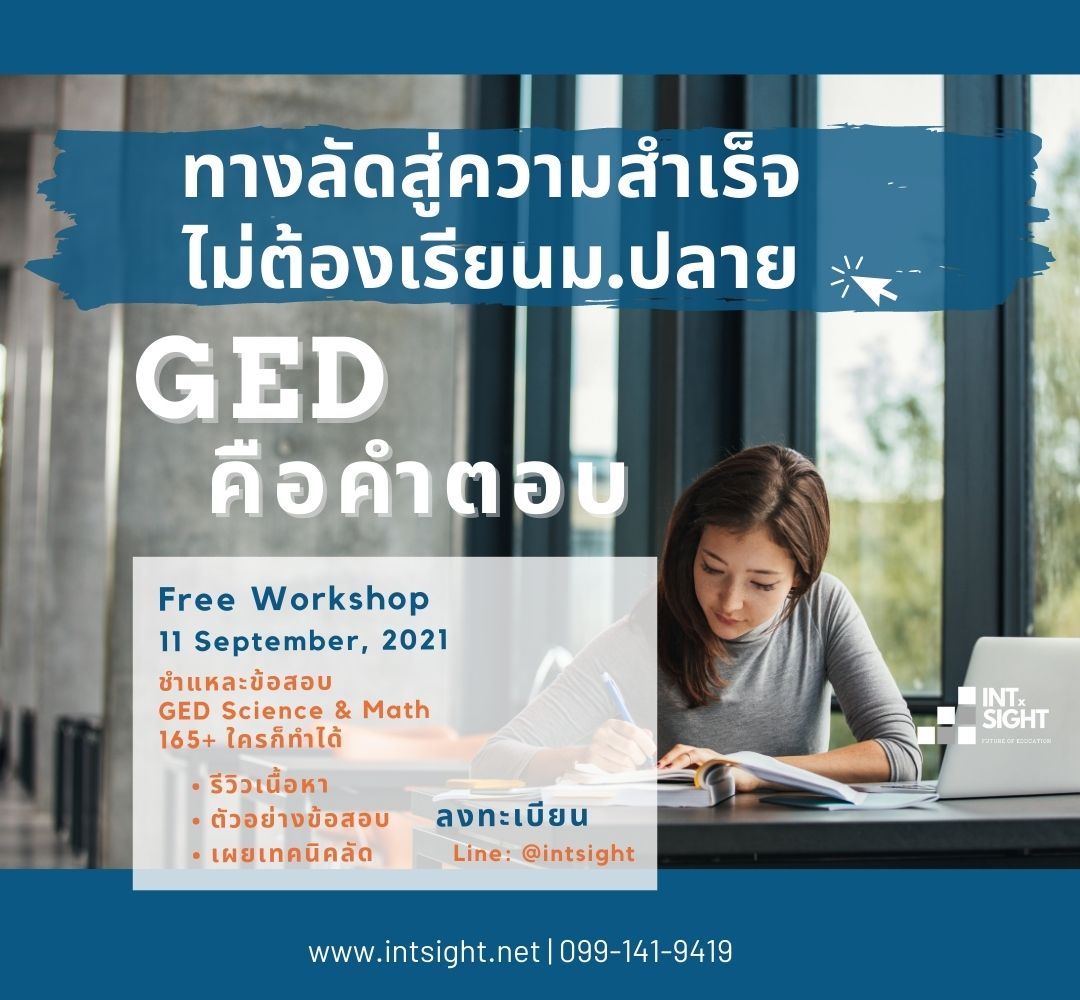 ทางลัดสู่ความสำเร็จ
ไม่ต้องเรียนม.ปลาย
GED
คือคำตอบ
Free Workshop
11 September, 2021
ชำแหละข้อสอบ
GED Science & Math
165+ ใครก็ทำได้
• รีวิวเนื้อหา
• ตัวอย่างข้อสอบ
• เผยเทคนิคลัด
ลงทะเบียน
Line: @intsight
INTx
SIGHT
FUTURE OF EDUCATION
www.intsight.net | 099-141-9419